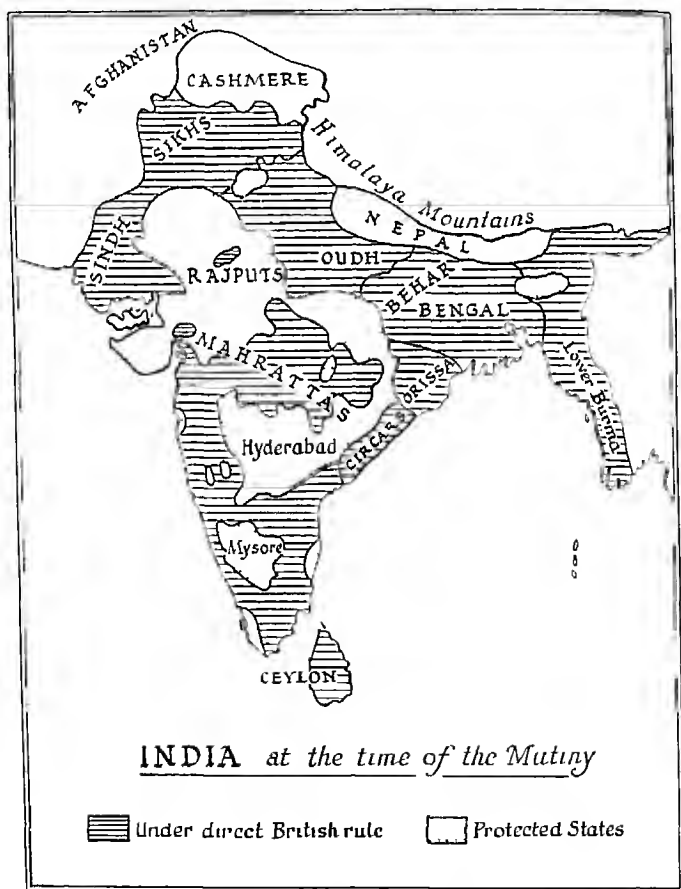 AFGHANISTAN
CASHMERE
SIKHS
Himalaya Mountains
NEPAL
SINDH
OUDH
RAJPUTS
BEHAR
BENGAL
MAHRATTAS
ORISSA
Lower Burma
CIRCARS
Hyderabad
Mysore
CEYLON
INDIA at the time of the Mutiny
Under direct British rule
Protected States